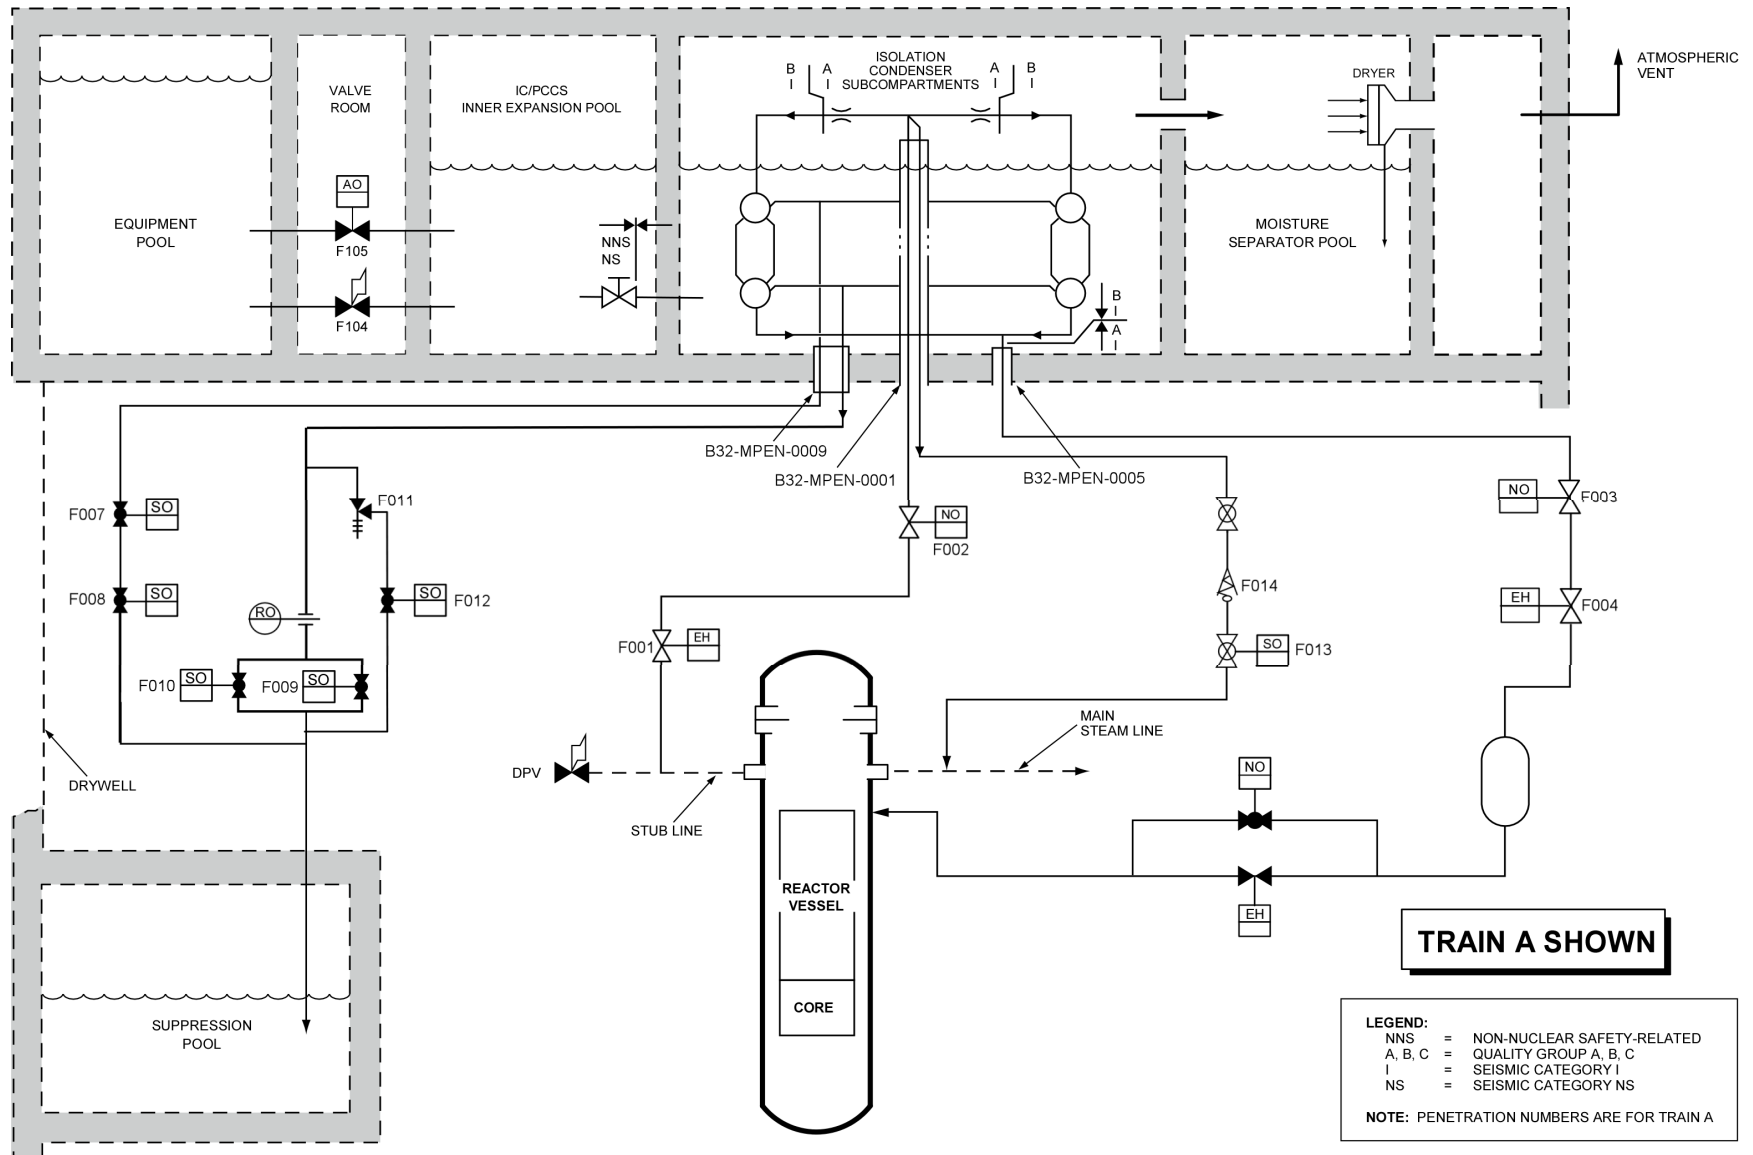 ISOLATION
CONDENSER
SUBCOMPARTMENTS
B
I
A
I
A
I
B
I
ATMOSPHERIC
VENT
DRYER
VALVE
ROOM
IC/PCCS
INNER EXPANSION POOL
AO
F105
F104
EQUIPMENT
POOL
NNS
NS
MOISTURE
SEPARATOR POOL
B
I
A
I
B32-MPEN-0009
B32-MPEN-0001
B32-MPEN-0005
F007
SO
F011
F008
SO
SO
F012
RO
F010
SO
F009
SO
NO
F002
F001
EH
F014
SO
F013
NO
F003
EH
F004
MAIN
STEAM LINE
DPV
STUB LINE
DRYWELL
NO
EH
REACTOR
VESSEL
CORE
SUPPRESSION
POOL
TRAIN A SHOWN
LEGEND:
NNS = NON-NUCLEAR SAFETY-RELATED
A, B, C = QUALITY GROUP A, B, C
I = SEISMIC CATEGORY I
NS = SEISMIC CATEGORY NS
NOTE: PENETRATION NUMBERS ARE FOR TRAIN A